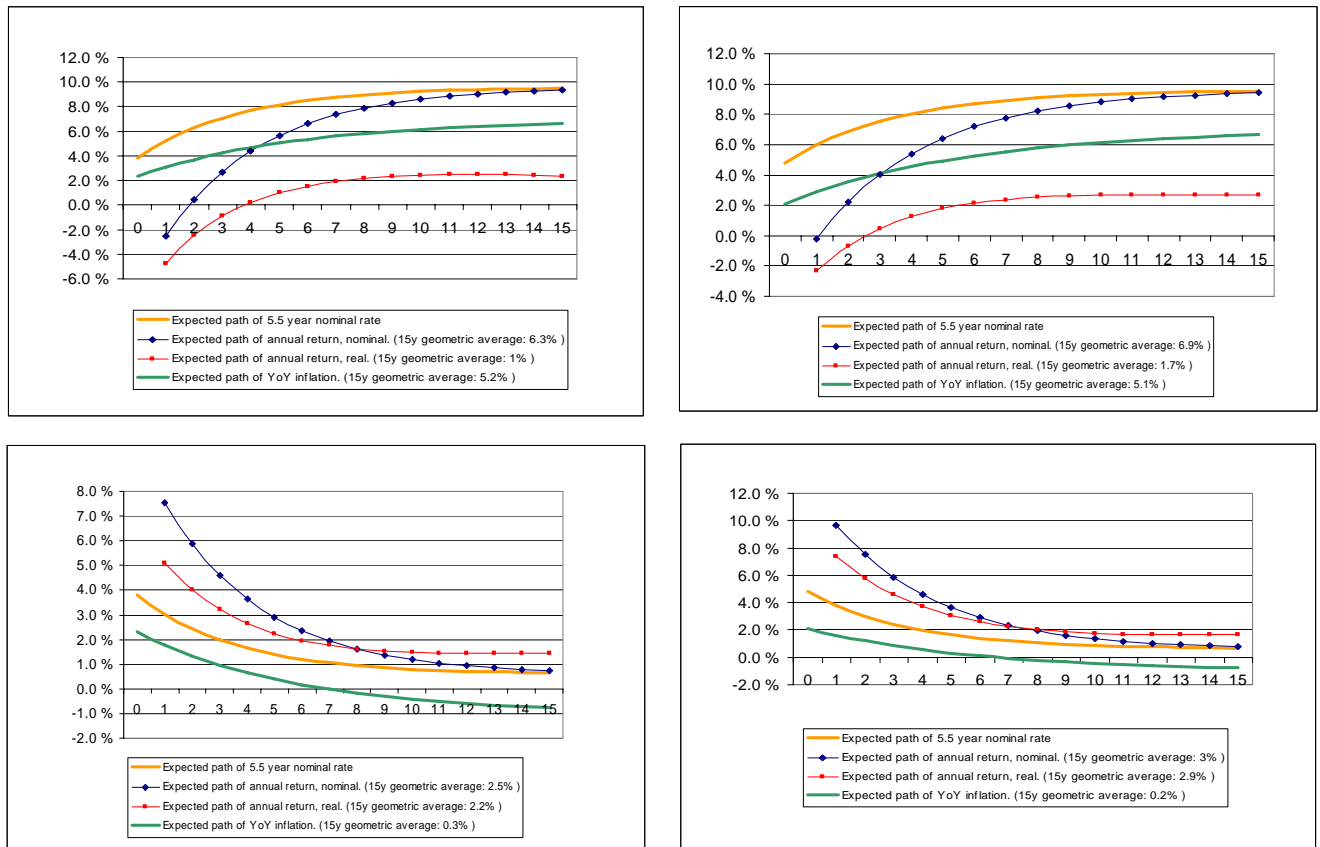 12.0 %
10.0 %
8.0 %
6.0 %
4.0 %
2.0 %
0.0 %
-2.0 %
-4.0 %
-6.0 %
0 1 2 3 4 5 6 7 8 9 10 11 12 13 14 15
Expected path of 5.5 year nominal rate
Expected path of annual return, nominal. (15y geometric average: 6.3% )
Expected path of annual return, real. (15y geometric average: 1% )
Expected path of YoY inflation. (15y geometric average: 5.2% )
12.0 %
10.0 %
8.0 %
6.0 %
4.0 %
2.0 %
0.0 %
-2.0 %
-4.0 %
0 1 2 3 4 5 6 7 8 9 10 11 12 13 14 15
Expected path of 5.5 year nominal rate
Expected path of annual return, nominal. (15y geometric average: 6.9% )
Expected path of annual return, real. (15y geometric average: 1.7% )
Expected path of YoY inflation. (15y geometric average: 5.1% )
8.0 %
7.0 %
6.0 %
5.0 %
4.0 %
3.0 %
2.0 %
1.0 %
0.0 %
-1.0 %
-2.0 %
0 1 2 3 4 5 6 7 8 9 10 11 12 13 14 15
Expected path of 5.5 year nominal rate
Expected path of annual return, nominal. (15y geometric average: 2.5% )
Expected path of annual return, real. (15y geometric average: 2.2% )
Expected path of YoY inflation. (15y geometric average: 0.3% )
12.0 %
10.0 %
8.0 %
6.0 %
4.0 %
2.0 %
0.0 %
-2.0 %
0 1 2 3 4 5 6 7 8 9 10 11 12 13 14 15
Expected path of 5.5 year nominal rate
Expected path of annual return, nominal. (15y geometric average: 3% )
Expected path of annual return, real. (15y geometric average: 2.9% )
Expected path of YoY inflation. (15y geometric average: 0.2% )